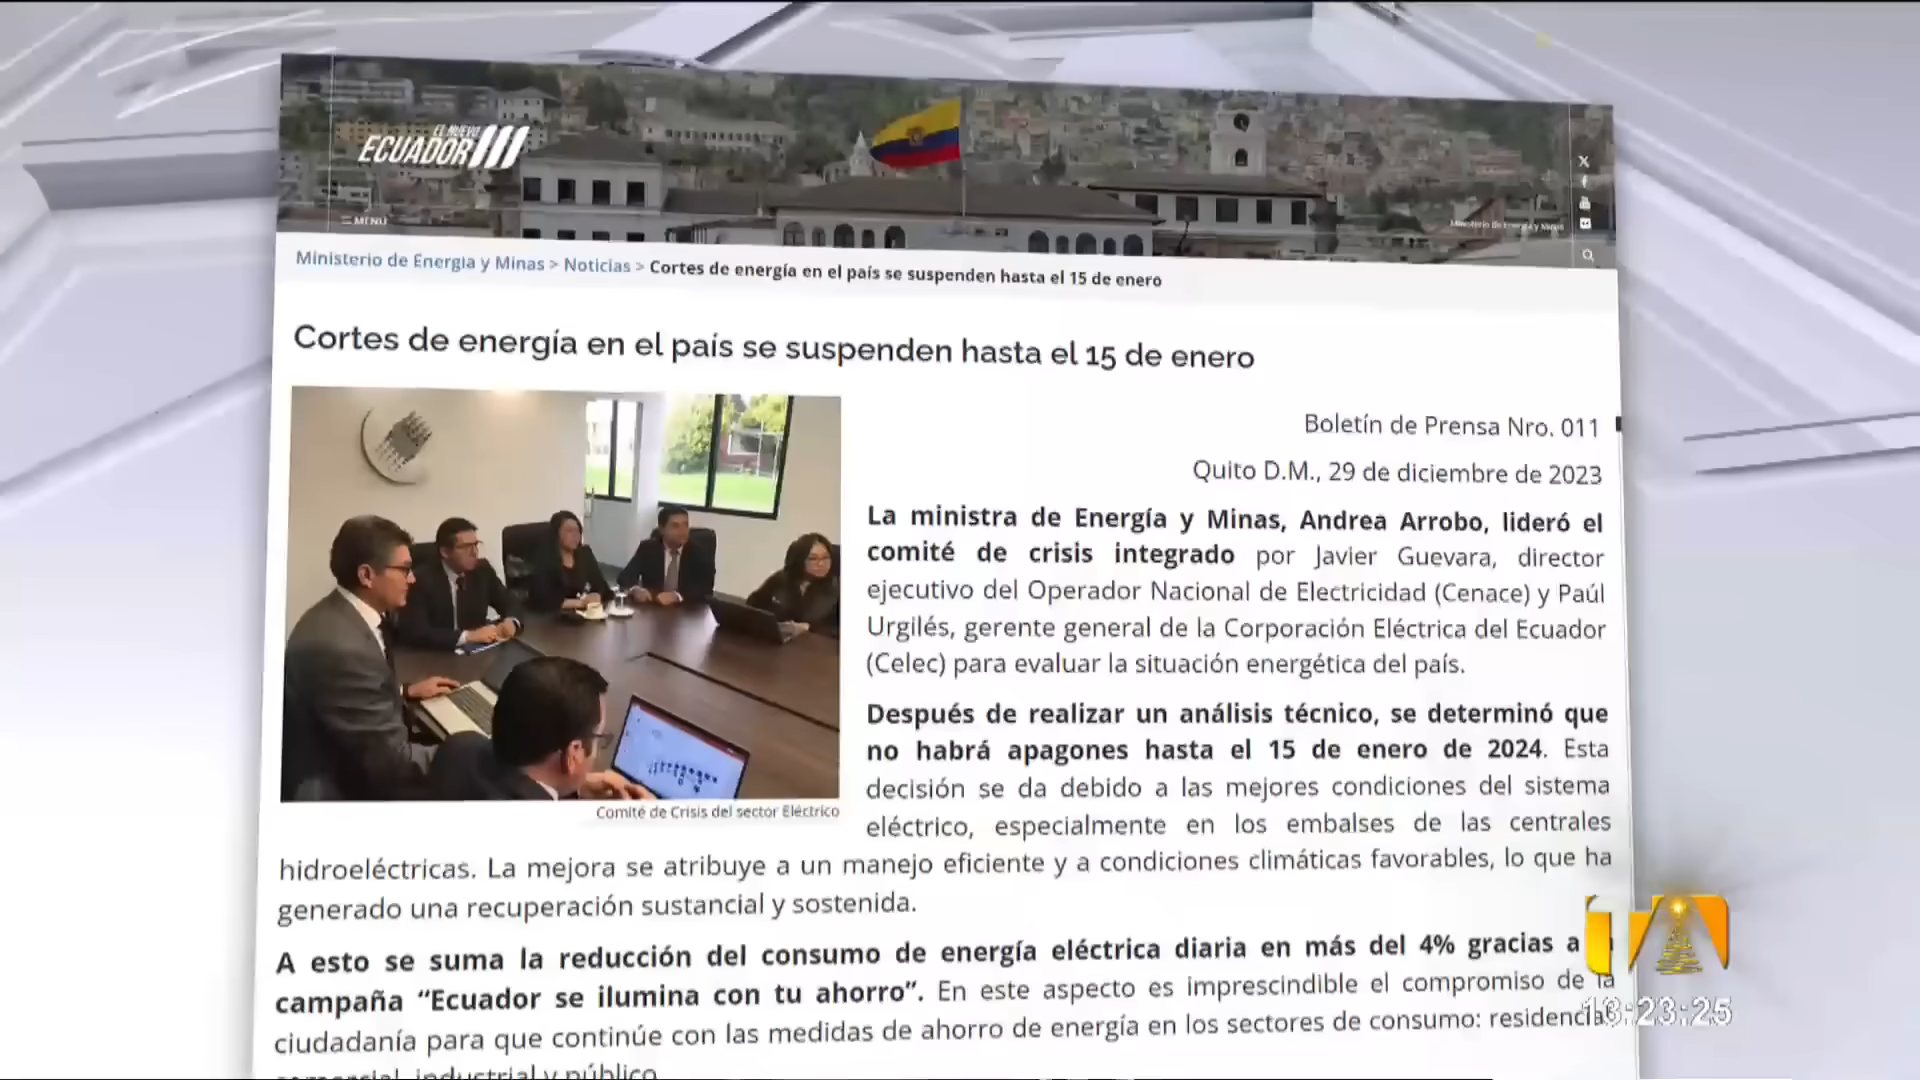 EL NUEVO
ECUADOR
MENÚ
Ministerio de Energía y Minas
Ministerio de Energía y Minas > Noticias > Cortes de energía en el país se suspenden hasta el 15 de enero
Cortes de energía en el país se suspenden hasta el 15 de enero
Boletín de Prensa Nro. 011
Quito D.M., 29 de diciembre de 2023
La ministra de Energía y Minas, Andrea Arrobo, lideró el
comité de crisis integrado por Javier Guevara, director
ejecutivo del Operador Nacional de Electricidad (Cenace) y Paúl
Urgilés, gerente general de la Corporación Eléctrica del Ecuador
(Celec) para evaluar la situación energética del país.
Después de realizar un análisis técnico, se determinó que
no habrá apagones hasta el 15 de enero de 2024. Esta
decisión se da debido a las mejores condiciones del sistema
eléctrico, especialmente en los embalses de las centrales
Comité de Crisis del sector Eléctrico
hidroeléctricas. La mejora se atribuye a un manejo eficiente y a condiciones climáticas favorables, lo que ha
generado una recuperación sustancial y sostenida.
A esto se suma la reducción del consumo de energía eléctrica diaria en más del 4% gracias a
campaña “Ecuador se ilumina con tu ahorro”. En este aspecto es imprescindible el compromiso de la
ciudadanía para que continúe con las medidas de ahorro de energía en los sectores de consumo: residencial
comercial, industrial y público.
TA
13:23:25